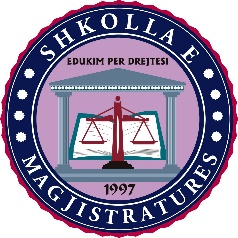 SHKOLLA E
EDUKIM PER DREJTESI
1997
MAGJISTRATURES